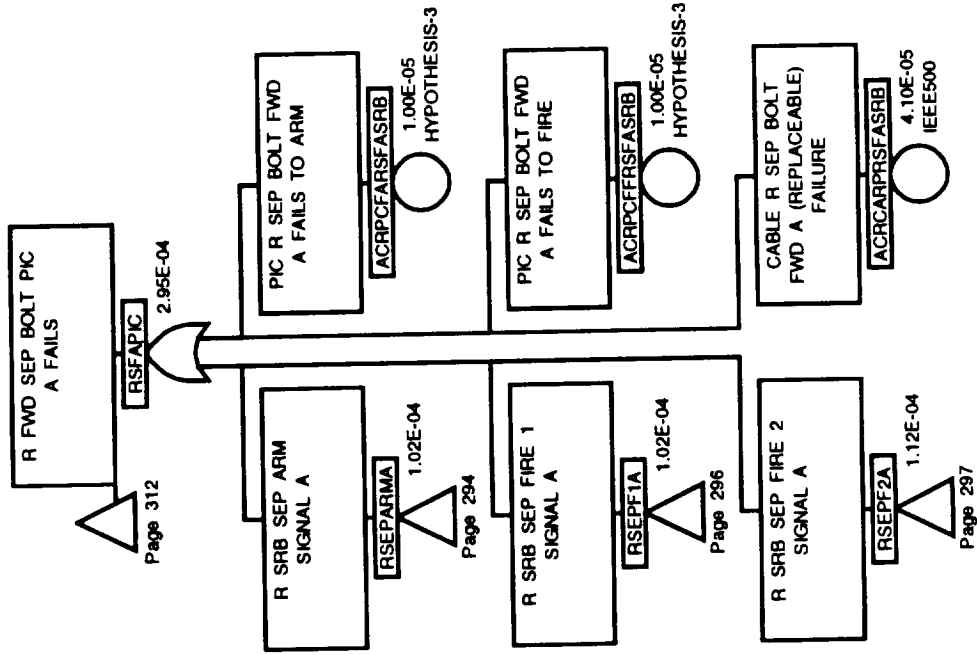 R FWD SEP BOLT PIC
A FAILS
RSFAPIC
2.95E-04
Page 312
R SRB SEP ARM
SIGNAL A
RSEPARMA
1.02E-04
Page 294
PIC R SEP BOLT FWD
A FAILS TO ARM
ACRPCFARSFASRB
1.00E-05
HYPOTHESIS-3
R SRB SEP FIRE 1
SIGNAL A
RSEPF1A
1.02E-04
Page 296
PIC R SEP BOLT FWD
A FAILS TO FIRE
ACRPCFFRSFASRB
1.00E-05
HYPOTHESIS-3
R SRB SEP FIRE 2
SIGNAL A
RSEPF2A
1.12E-04
Page 297
CABLE R SEP BOLT
FWD A (REPLACEABLE)
FAILURE
ACRCARPRSFASRB
4.10E-05
IEEE500